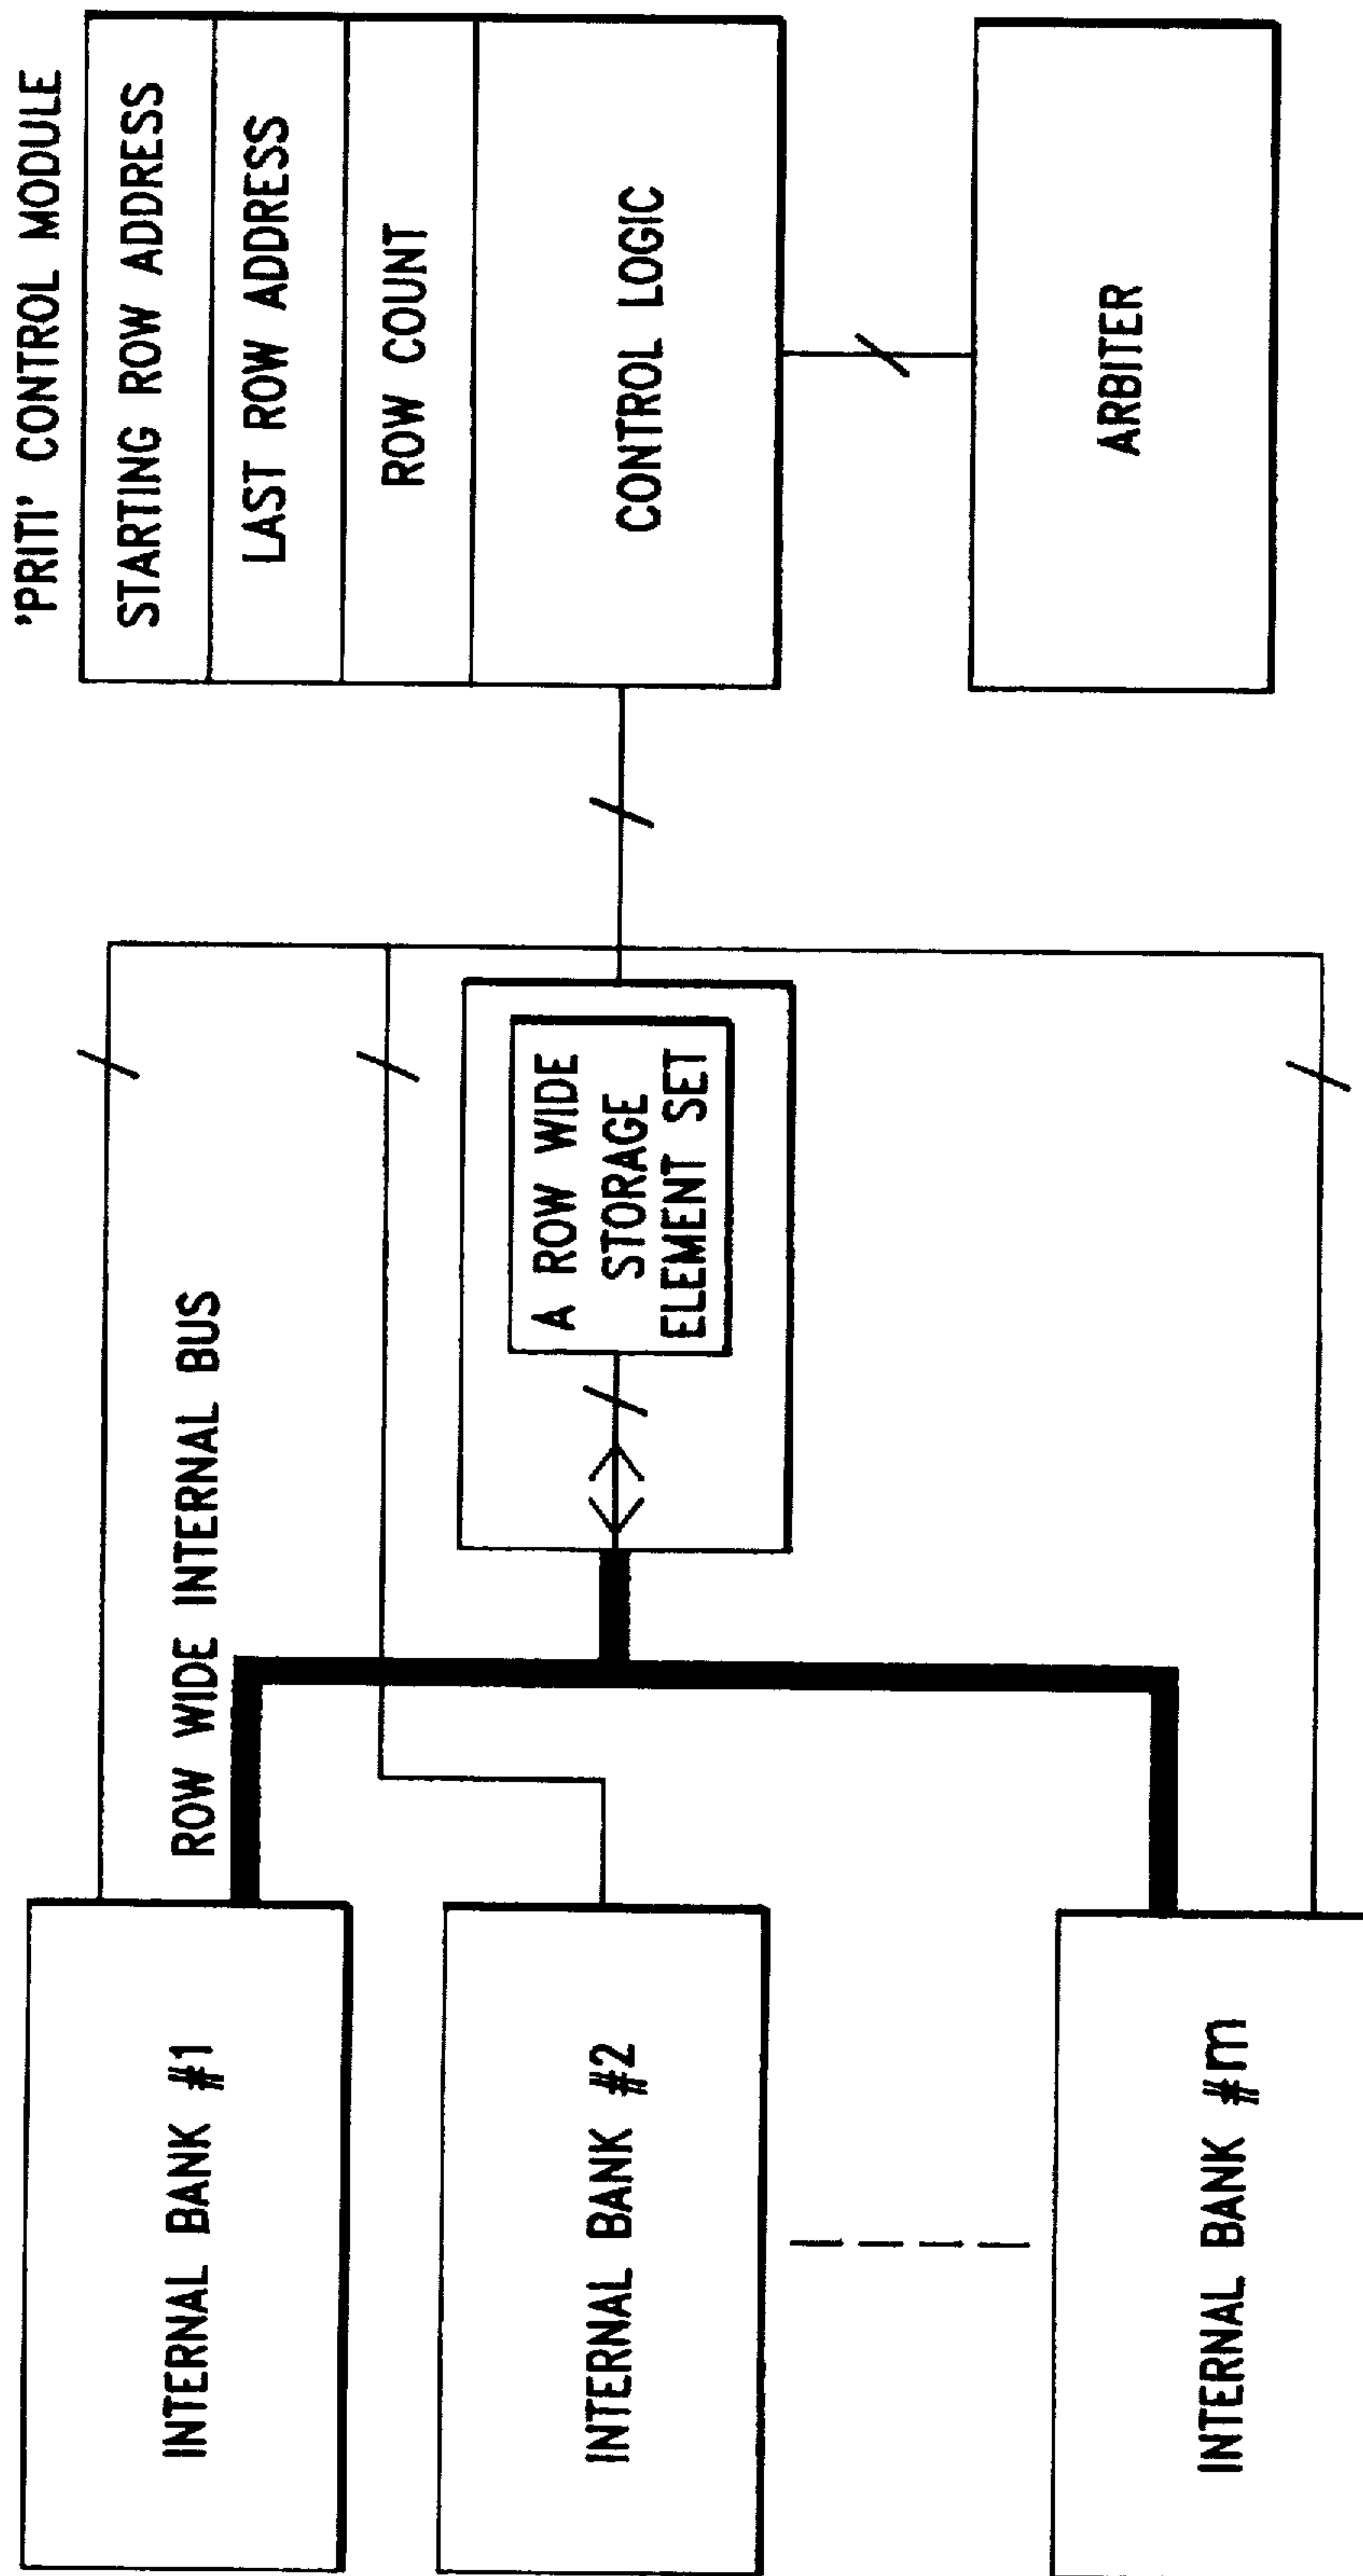 'PRITI' CONTROL MODULE
STARTING ROW ADDRESS
LAST ROW ADDRESS
ROW COUNT
CONTROL LOGIC
ARBITER
A ROW WIDE
STORAGE
ELEMENT SET
ROW WIDE INTERNAL BUS
INTERNAL BANK #1
INTERNAL BANK #2
INTERNAL BANK #m